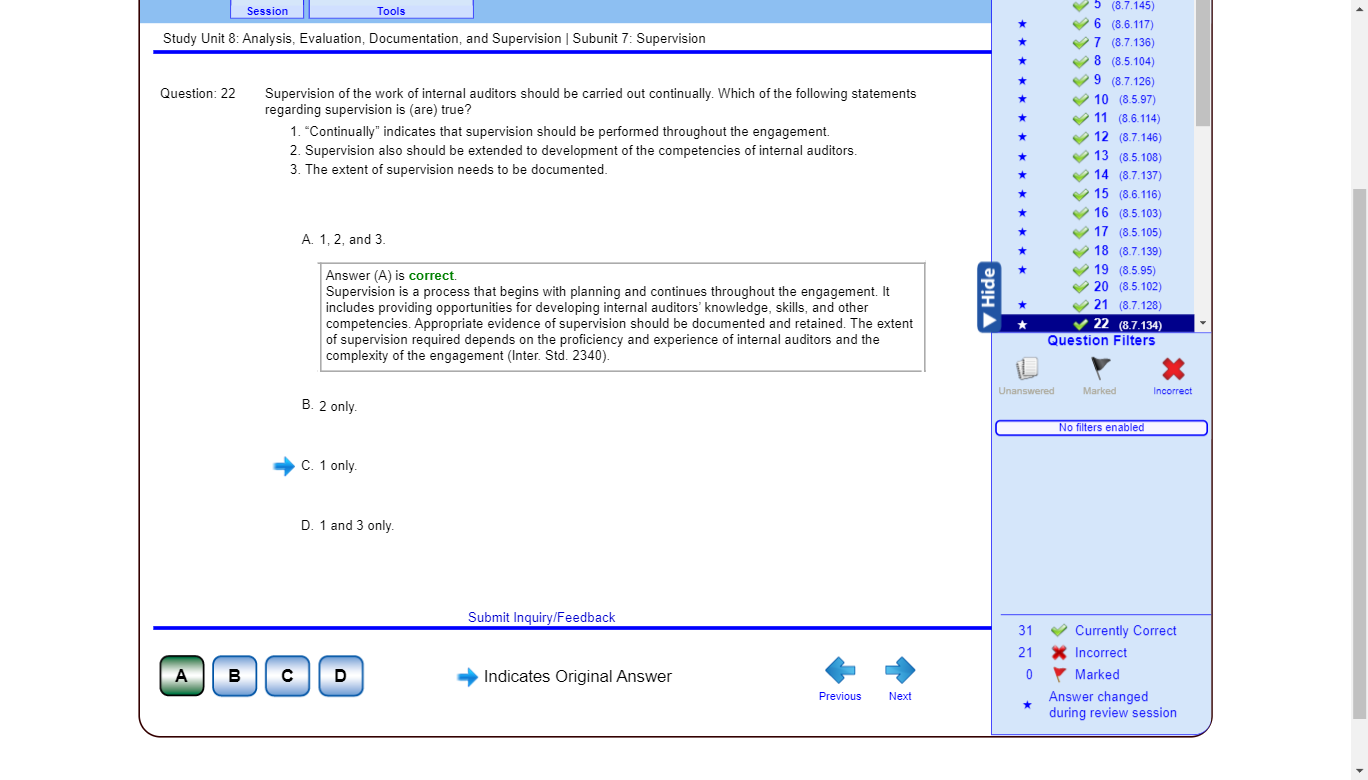 Session
Tools
Study Unit 8: Analysis, Evaluation, Documentation, and Supervision | Subunit 7: Supervision
Question: 22
Supervision of the work of internal auditors should be carried out continually. Which of the following statements
regarding supervision is (are) true?
1. “Continually” indicates that supervision should be performed throughout the engagement.
2. Supervision also should be extended to development of the competencies of internal auditors.
3. The extent of supervision needs to be documented.
A. 1, 2, and 3.
Answer (A) is correct.
Supervision is a process that begins with planning and continues throughout the engagement. It
includes providing opportunities for developing internal auditors' knowledge, skills, and other
competencies. Appropriate evidence of supervision should be documented and retained. The extent
of supervision required depends on the proficiency and experience of internal auditors and the
complexity of the engagement (Inter. Std. 2340).
B. 2 only.
C. 1 only.
D. 1 and 3 only.
Submit Inquiry/Feedback
A
B
C
D
Indicates Original Answer
Previous
Next
5 (8.7.145)
6 (8.6.117)
7 (8.7.136)
8 (8.5.104)
9 (8.7.126)
10 (8.5.97)
11 (8.6.114)
12 (8.7.146)
13 (8.5.108)
14 (8.7.137)
15 (8.6.116)
16 (8.5.103)
17 (8.5.105)
18 (8.7.139)
19 (8.5.95)
20 (8.5.102)
21 (8.7.128)
22 (8.7.134)
Hide
Question Filters
Unanswered
Marked
Incorrect
No filters enabled
31 Currently Correct
21 Incorrect
0 Marked
Answer changed
during review session